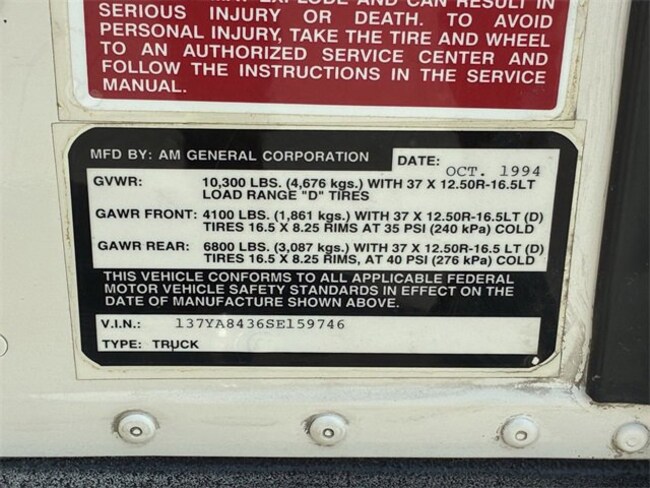 EXPLODE AND CAN RESULT IN
SERIOUS INJURY OR DEATH. TO AVOID
PERSONAL INJURY, TAKE THE TIRE AND WHEEL
TO AN AUTHORIZED SERVICE CENTER AND
FOLLOW THE INSTRUCTIONS IN THE SERVICE
MANUAL.
MFD BY: AM GENERAL CORPORATION DATE: OCT. 1994
GVWR: 10,300 LBS. (4,676 kgs.) WITH 37 X 12.50R-16.5LT
LOAD RANGE "D" TIRES
GAWR FRONT: 4100 LBS. (1,861 kgs.) WITH 37 X 12.50R-16.5LT (D)
TIRES 16.5 X 8.25 RIMS AT 35 PSI (240 kPa) COLD
GAWR REAR: 6800 LBS. (3,087 kgs.) WITH 37 X 12.50R-16.5 LT (D)
TIRES 16.5 X 8.25 RIMS, AT 40 PSI (276 kPa) COLD
THIS VEHICLE CONFORMS TO ALL APPLICABLE FEDERAL
MOTOR VEHICLE SAFETY STANDARDS IN EFFECT ON THE
DATE OF MANUFACTURE SHOWN ABOVE.
V.I.N.: 137YA8436SE159746
TYPE: TRUCK